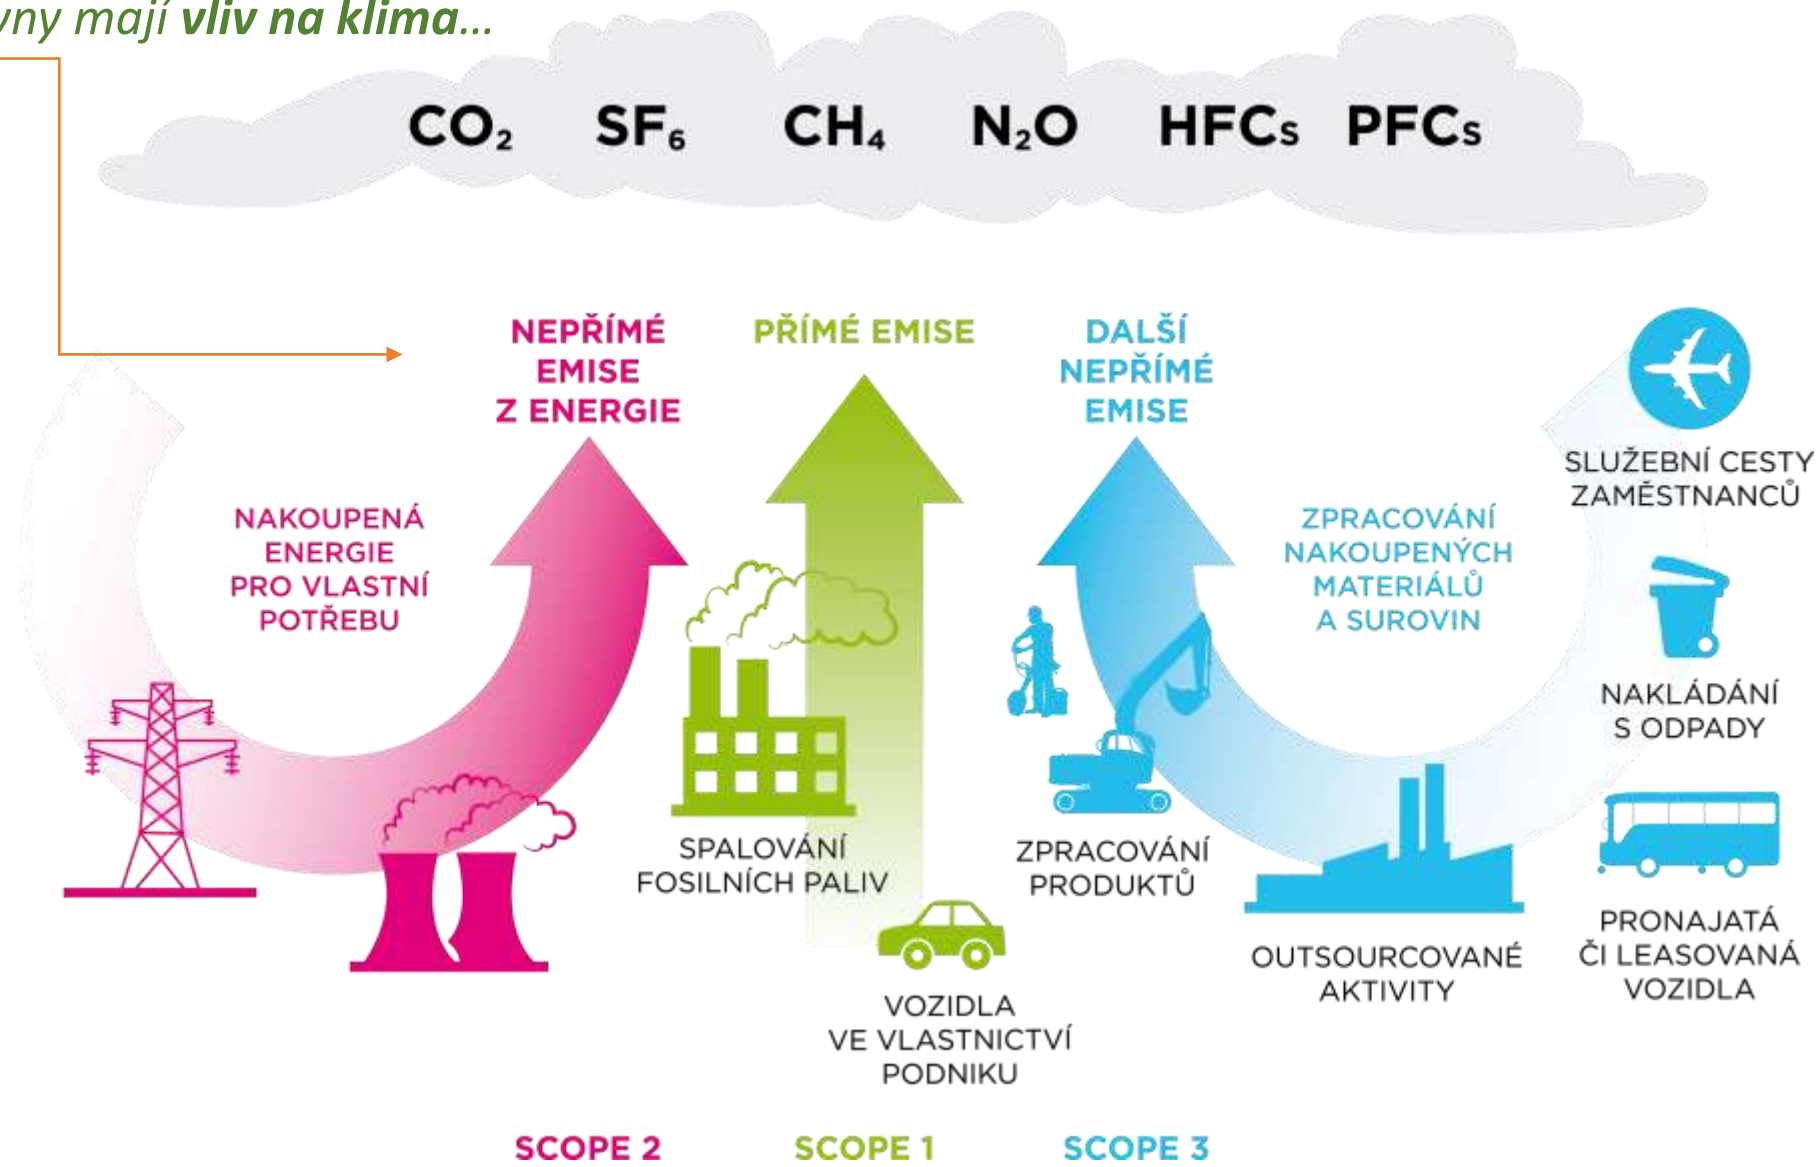 mají vliv na klima...
CO₂ SF₆ CH₄ N₂O HFCs PFCs
NEPŘÍMÉ
EMISE
Z ENERGIE
PŘÍMÉ EMISE
DALŠÍ
NEPŘÍMÉ
EMISE
SLUŽEBNÍ CESTY
ZAMĚSTNANCŮ
NAKOUPENÁ
ENERGIE
PRO VLASTNÍ
POTŘEBU
ZPRACOVÁNÍ
NAKOUPENÝCH
MATERIÁLŮ
A SUROVIN
NAKLÁDÁNÍ
S ODPADY
SPALOVÁNÍ
FOSILNÍCH PALIV
ZPRACOVÁNÍ
PRODUKTŮ
PRONAJATÁ
ČI LEASOVANÁ
VOZIDLA
OUTSOURCOVANÉ
AKTIVITY
VOZIDLA
VE VLASTNICTVÍ
PODNIKU
SCOPE 2
SCOPE 1
SCOPE 3